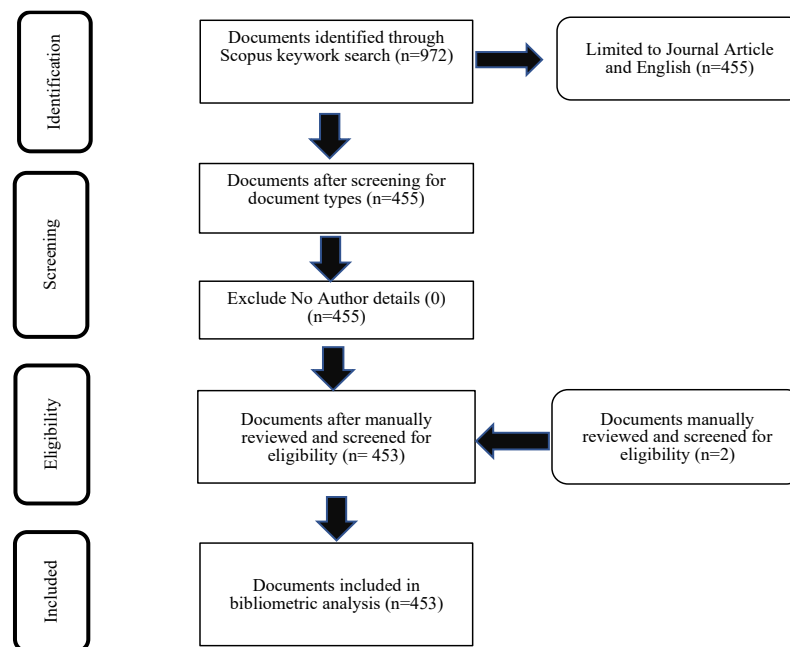 Identification
Documents identified through
Scopus keywork search (n=972)
Limited to Journal Article
and English (n=455)
Screening
Documents after screening for
document types (n=455)
Exclude No Author details (0)
(n=455)
Eligibility
Documents after manually
reviewed and screened for
eligibility (n= 453)
Documents manually
reviewed and screened for
eligibility (n=2)
Included
Documents included in
bibliometric analysis (n=453)